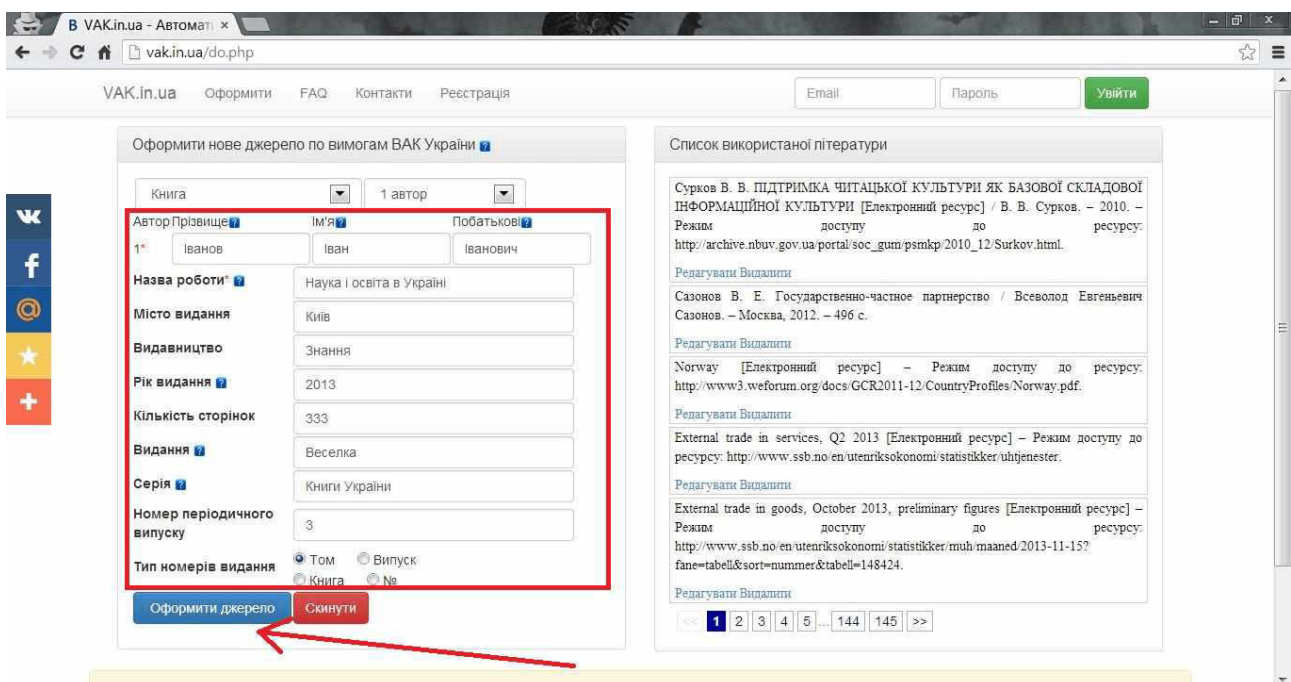 B VAK.in.ua - Автомат ×
vak.in.ua/do.php
VAK.in.ua Оформити FAQ Контакти Реєстрація Email Пароль Увійти
Оформити нове джерело по вимогам ВАК України ?
Книга 1 автор
Автор Прізвище ? Ім'я ? Побатькові ?
1* Іванов Іван Іванович
Назва роботи* ? Наука і освіта в Україні
Місто видання Київ
Видавництво Знання
Рік видання ? 2013
Кількість сторінок 333
Видання ? Веселка
Серія ? Книги України
Номер періодичного
випуску 3
Тип номерів видання Том Випуск
Книга №
Оформити джерело Скинути
Список використаної літератури
Сурков В. В. ПІДТРИМКА ЧИТАЦЬКОЇ КУЛЬТУРИ ЯК БАЗОВОЇ СКЛАДОВОЇ
ІНФОРМАЦІЙНОЇ КУЛЬТУРИ [Електронний ресурс] / В. В. Сурков. – 2010. –
Режим доступу до ресурсу:
http://archive.nbuv.gov.ua/portal/soc_gum/psmkp/2010_12/Surkov.html.
Редагувати Видалити
Сазонов В. Е. Государственно-частное партнерство / Всеволод Евгеньевич
Сазонов. – Москва, 2012. – 496 с.
Редагувати Видалити
Norway [Електронний ресурс] – Режим доступу до ресурсу:
http://www3.weforum.org/docs/GCR2011-12/CountryProfiles/Norway.pdf.
Редагувати Видалити
External trade in services, Q2 2013 [Електронний ресурс] – Режим доступу до
ресурсу: http://www.ssb.no/en/utenriksokonomi/statistikker/uhtjenester.
Редагувати Видалити
External trade in goods, October 2013, preliminary figures [Електронний ресурс] –
Режим доступу до ресурсу:
http://www.ssb.no/en/utenriksokonomi/statistikker/muh/maaned/2013-11-15?
fane=tabell&sort=nummer&tabell=148424.
Редагувати Видалити
<< 1 2 3 4 5 ... 144 145 >>